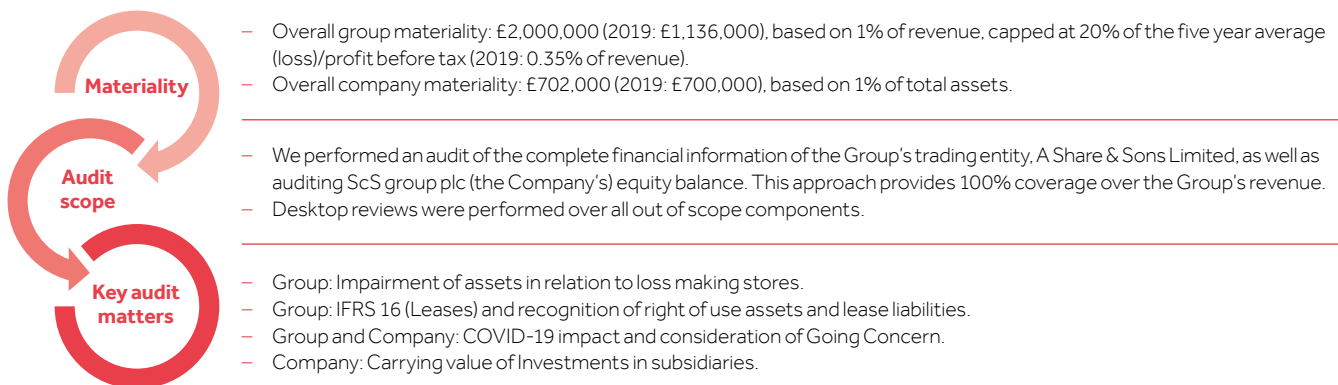 Materiality
– Overall group materiality: £2,000,000 (2019: £1,136,000), based on 1% of revenue, capped at 20% of the five year average
(loss)/profit before tax (2019: 0.35% of revenue).
– Overall company materiality: £702,000 (2019: £700,000), based on 1% of total assets.
Audit
scope
– We performed an audit of the complete financial information of the Group's trading entity, A Share & Sons Limited, as well as
auditing ScS group plc (the Company's) equity balance. This approach provides 100% coverage over the Group's revenue.
– Desktop reviews were performed over all out of scope components.
Key audit
matters
– Group: Impairment of assets in relation to loss making stores.
– Group: IFRS 16 (Leases) and recognition of right of use assets and lease liabilities.
– Group and Company: COVID-19 impact and consideration of Going Concern.
– Company: Carrying value of Investments in subsidiaries.